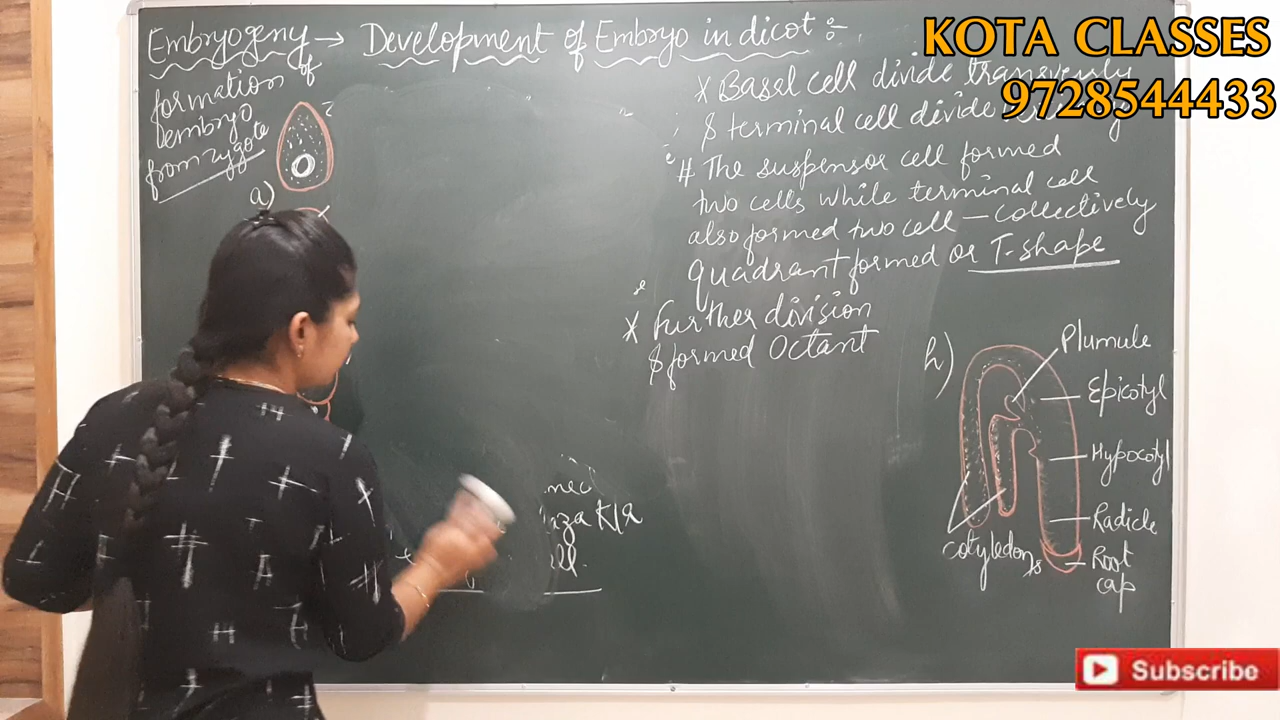 Embryogeny → Development of Embryo in dicot :-
formation of
embryo
from zygote
a)
* Basal cell divide transversly
& terminal cell divide
# The suspensor cell formed
two cells while terminal cell
also formed two cell — Collectively
quadrant formed or T-shape
* Further division
& formed Octant
h)
Plumule
Epicotyl
Hypocotyl
Radicle
Root
cap
Cotyledons
KOTA CLASSES
9728544433
Subscribe